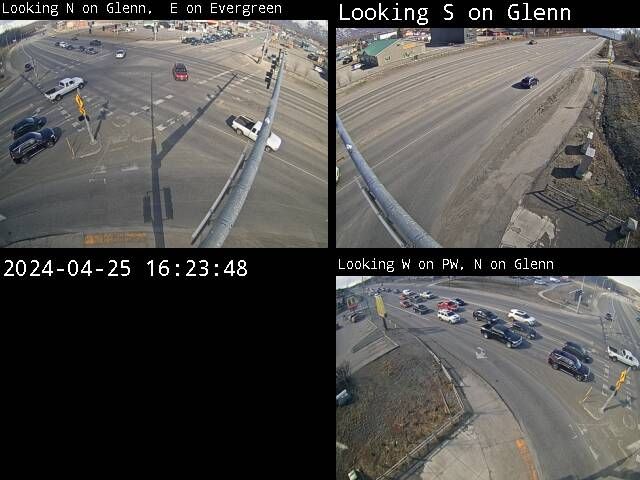 Looking N on Glenn, E on Evergreen
Looking S on Glenn
2024-04-25 16:23:48
Looking W on PW, N on Glenn